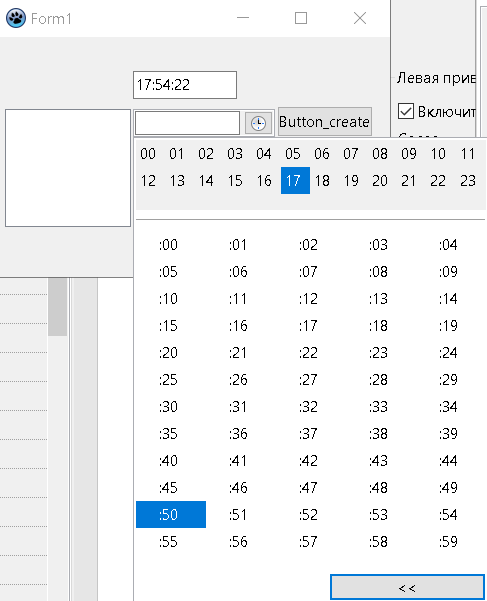 Form1
17:54:22
Левая прив
Включит
Button_create
00 01 02 03 04 05 06 07 08 09 10 11
12 13 14 15 16 17 18 19 20 21 22 23
:00 :01 :02 :03 :04
:05 :06 :07 :08 :09
:10 :11 :12 :13 :14
:15 :16 :17 :18 :19
:20 :21 :22 :23 :24
:25 :26 :27 :28 :29
:30 :31 :32 :33 :34
:35 :36 :37 :38 :39
:40 :41 :42 :43 :44
:45 :46 :47 :48 :49
:50 :51 :52 :53 :54
:55 :56 :57 :58 :59
<<